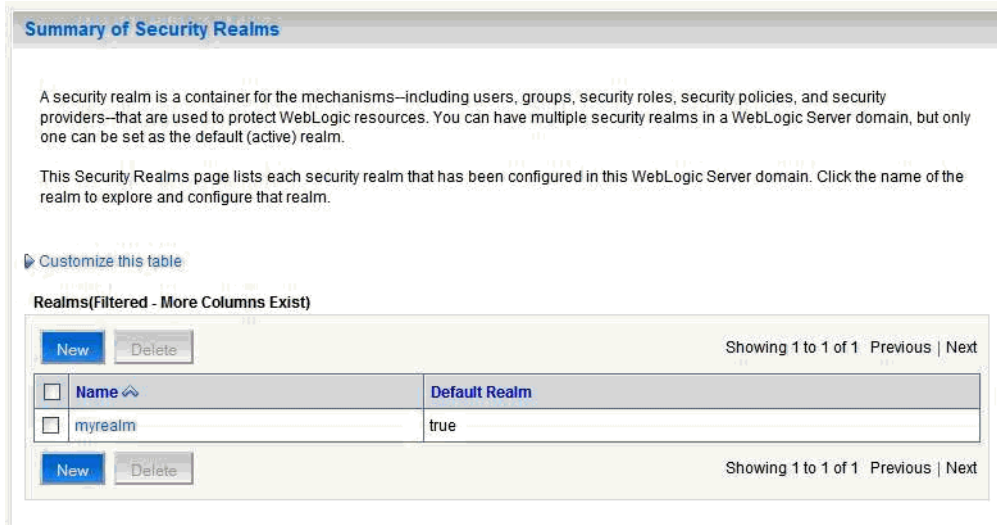 Summary of Security Realms
A security realm is a container for the mechanisms--including users, groups, security roles, security policies, and security
providers--that are used to protect WebLogic resources. You can have multiple security realms in a WebLogic Server domain, but only
one can be set as the default (active) realm.
This Security Realms page lists each security realm that has been configured in this WebLogic Server domain. Click the name of the
realm to explore and configure that realm.
Customize this table
Realms(Filtered - More Columns Exist)
New Delete Showing 1 to 1 of 1 Previous | Next
Name Default Realm
myrealm true
New Delete Showing 1 to 1 of 1 Previous | Next